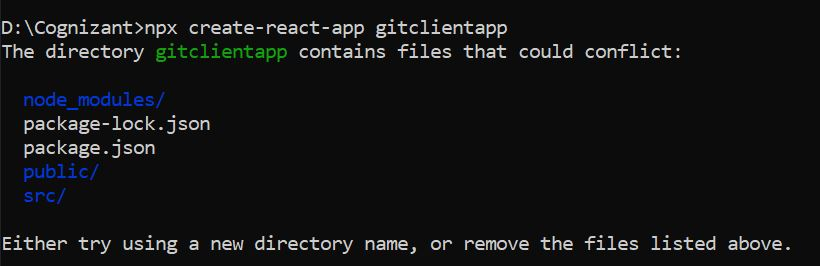 D:\Cognizant>npx create-react-app gitclientapp
The directory gitclientapp contains files that could conflict:
node_modules/
package-lock.json
package.json
public/
src/
Either try using a new directory name, or remove the files listed above.